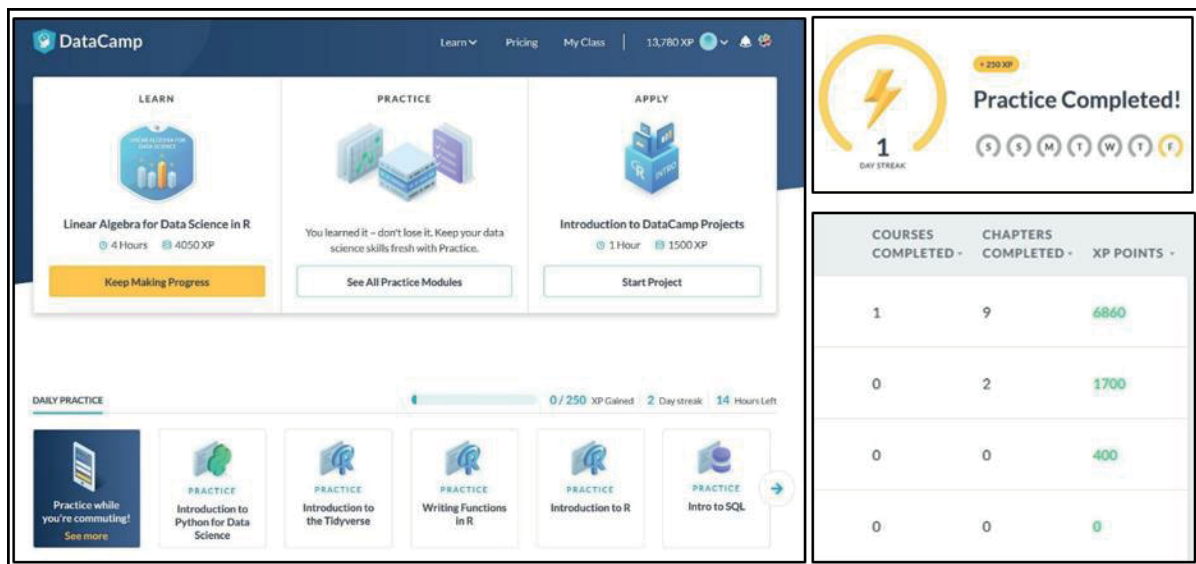 DataCamp
Learn Pricing My Class 13,780 XP
LEARN
LINEAR ALGEBRA FOR
DATA SCIENCE
Linear Algebra for Data Science in R
4 Hours 4050 XP
Keep Making Progress
PRACTICE
You learned it – don't lose it. Keep your data
science skills fresh with Practice.
See All Practice Modules
APPLY
R INTRO
Introduction to DataCamp Projects
1 Hour 1500 XP
Start Project
DAILY PRACTICE
0 / 250 XP Gained 2 Day streak 14 Hours Left
Practice while
you're commuting!
See more
PRACTICE
Introduction to
Python for Data
Science
PRACTICE
Introduction to
the Tidyverse
PRACTICE
Writing Functions
in R
PRACTICE
Introduction to R
PRACTICE
Intro to SQL
1
DAY STREAK
+ 250 XP
Practice Completed!
S S M T W T F
COURSES
COMPLETED
CHAPTERS
COMPLETED
XP POINTS
1 9 6860
0 2 1700
0 0 400
0 0 0